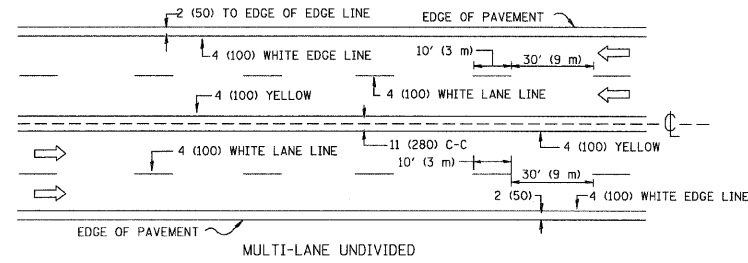 2 (50) TO EDGE OF EDGE LINE
EDGE OF PAVEMENT
4 (100) WHITE EDGE LINE
10' (3 m)
30' (9 m)
4 (100) YELLOW
4 (100) WHITE LANE LINE
℄
4 (100) WHITE LANE LINE
11 (280) C-C
4 (100) YELLOW
10' (3 m)
30' (9 m)
2 (50)
4 (100) WHITE EDGE LINE
EDGE OF PAVEMENT
MULTI-LANE UNDIVIDED